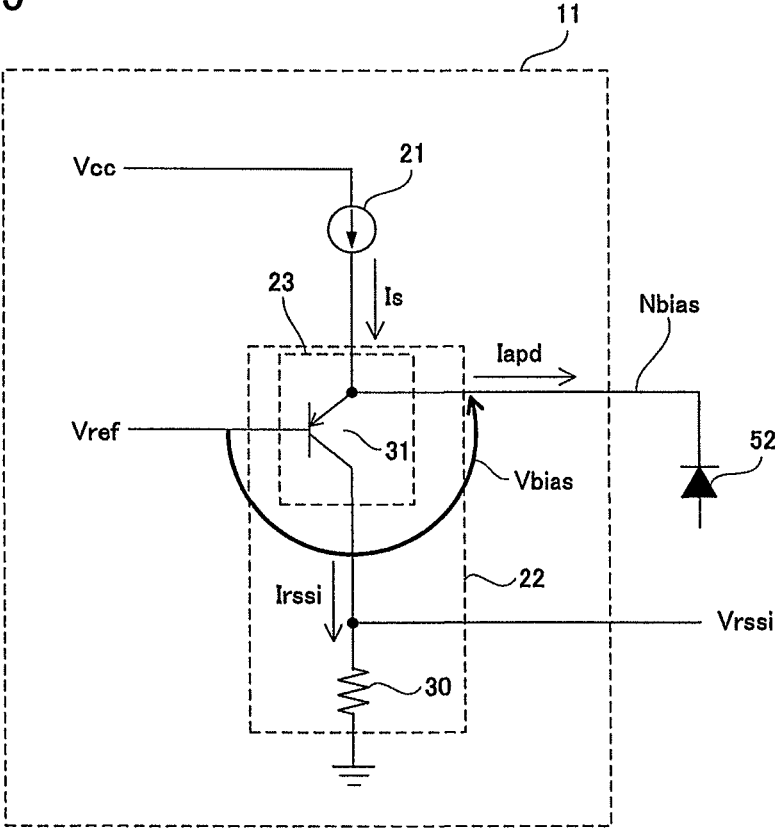 11
Vcc
21
23
Is
Nbias
Iapd
Vref
31
52
Vbias
22
Irssi
Vrssi
30